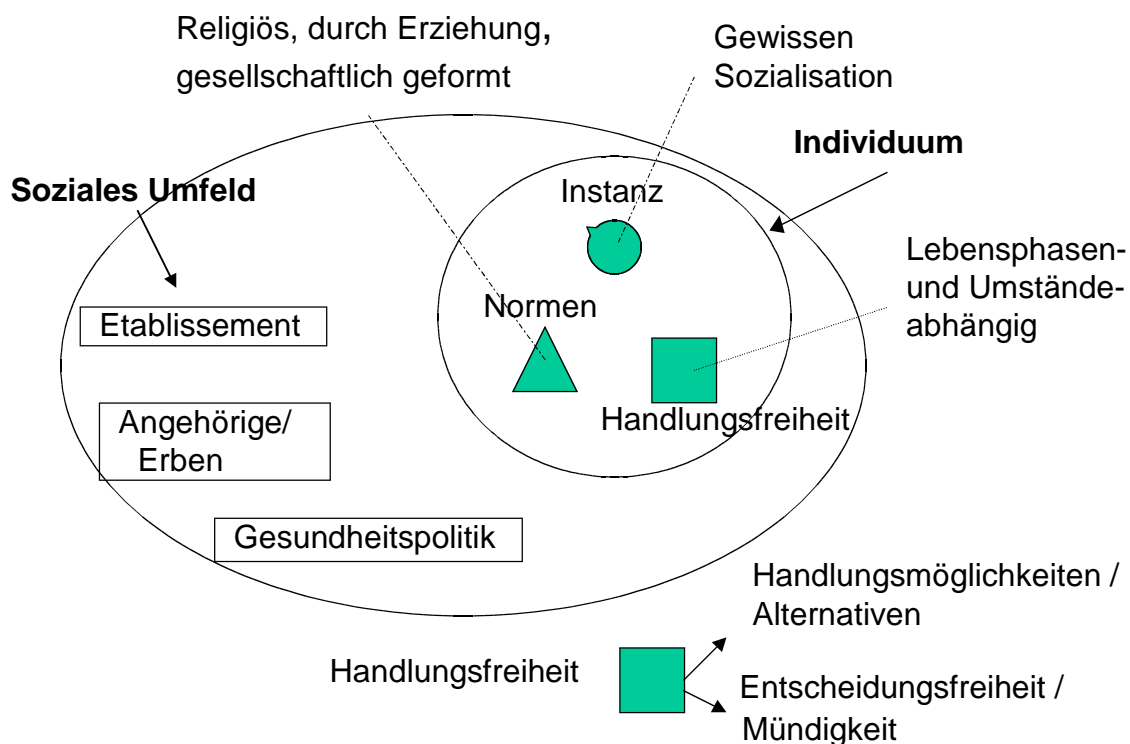 Religiös, durch Erziehung,
gesellschaftlich geformt
Gewissen
Sozialisation
Individuum
Soziales Umfeld
Instanz
Lebensphasen-
und Umstände-
abhängig
Normen
Etablissement
Handlungsfreiheit
Angehörige/
Erben
Gesundheitspolitik
Handlungsmöglichkeiten /
Alternativen
Handlungsfreiheit
Entscheidungsfreiheit /
Mündigkeit